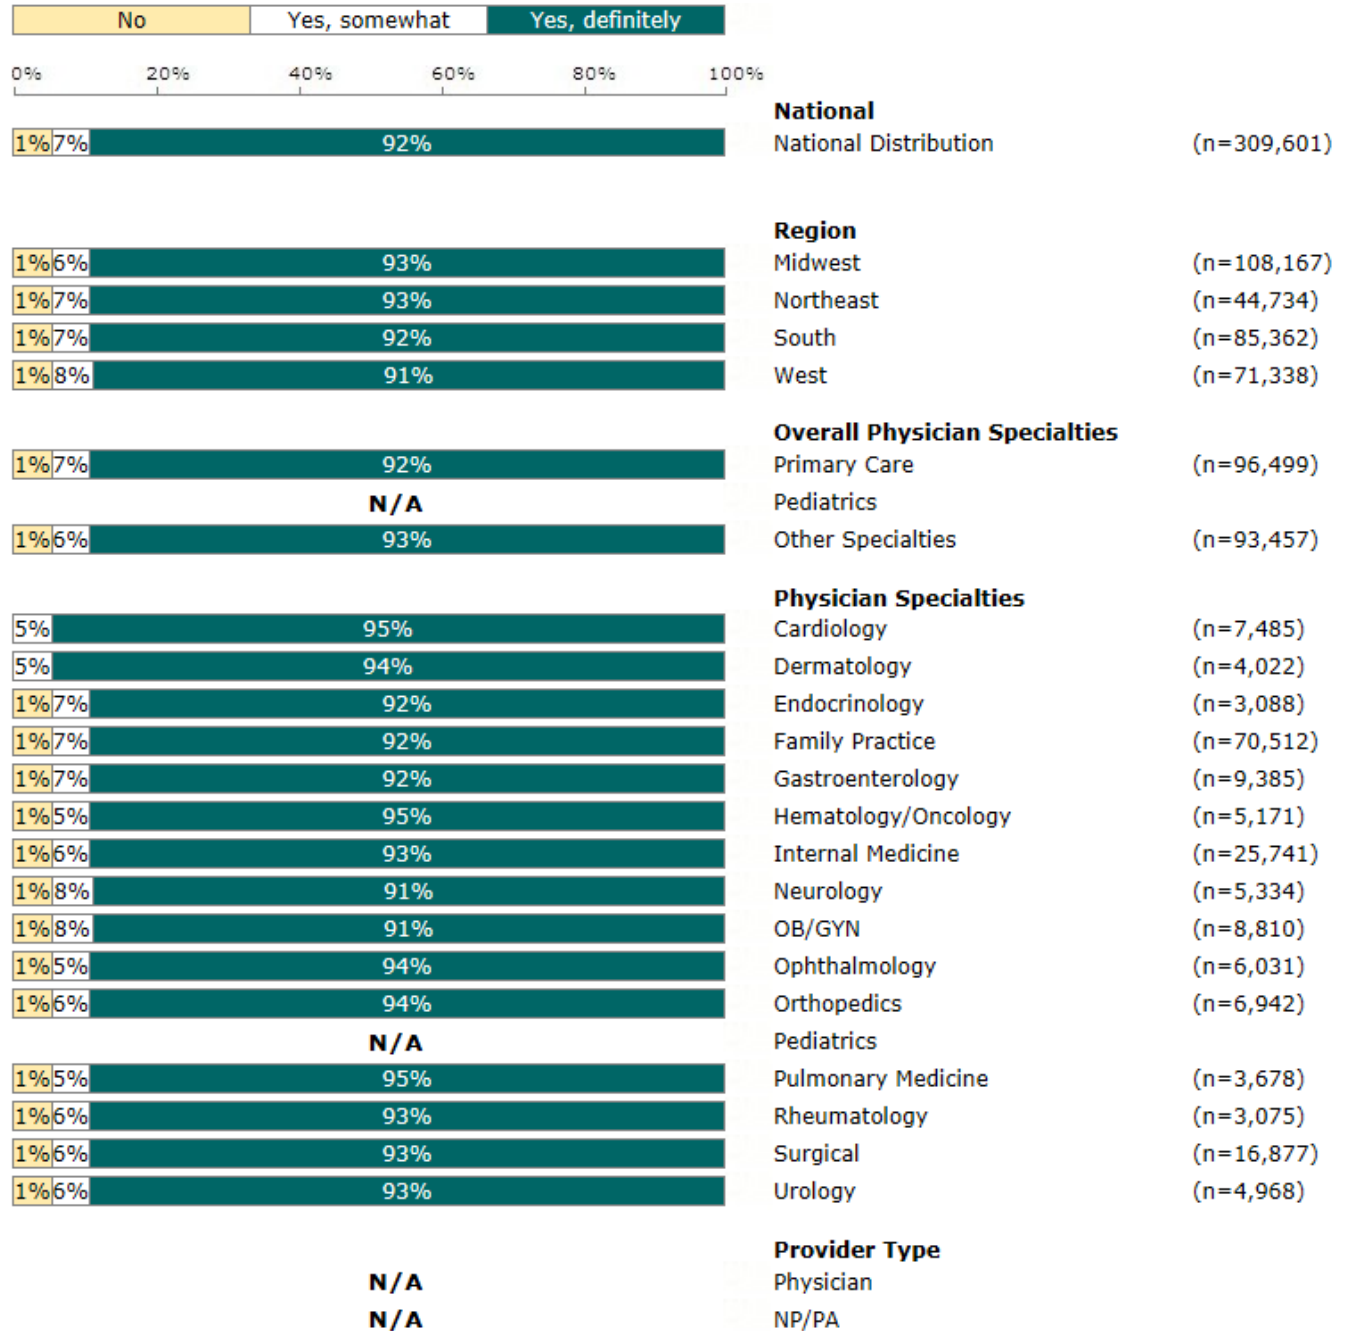 No Yes, somewhat Yes, definitely
0% 20% 40% 60% 80% 100%
National
1% 7% 92% National Distribution (n=309,601)
Region
1% 6% 93% Midwest (n=108,167)
1% 7% 93% Northeast (n=44,734)
1% 7% 92% South (n=85,362)
1% 8% 91% West (n=71,338)
Overall Physician Specialties
1% 7% 92% Primary Care (n=96,499)
N/A Pediatrics
1% 6% 93% Other Specialties (n=93,457)
Physician Specialties
5% 95% Cardiology (n=7,485)
5% 94% Dermatology (n=4,022)
1% 7% 92% Endocrinology (n=3,088)
1% 7% 92% Family Practice (n=70,512)
1% 7% 92% Gastroenterology (n=9,385)
1% 5% 95% Hematology/Oncology (n=5,171)
1% 6% 93% Internal Medicine (n=25,741)
1% 8% 91% Neurology (n=5,334)
1% 8% 91% OB/GYN (n=8,810)
1% 5% 94% Ophthalmology (n=6,031)
1% 6% 94% Orthopedics (n=6,942)
N/A Pediatrics
1% 5% 95% Pulmonary Medicine (n=3,678)
1% 6% 93% Rheumatology (n=3,075)
1% 6% 93% Surgical (n=16,877)
1% 6% 93% Urology (n=4,968)
Provider Type
N/A Physician
N/A NP/PA